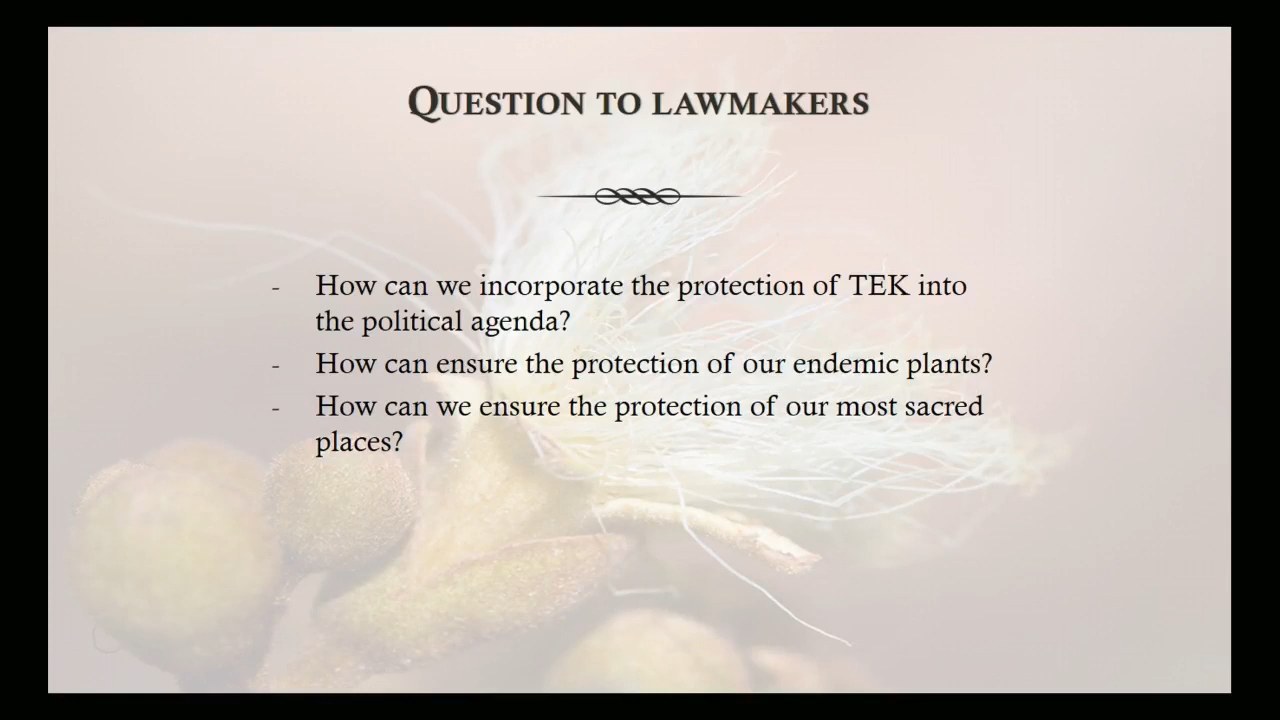 QUESTION TO LAWMAKERS
- How can we incorporate the protection of TEK into
the political agenda?
- How can ensure the protection of our endemic plants?
- How can we ensure the protection of our most sacred
places?